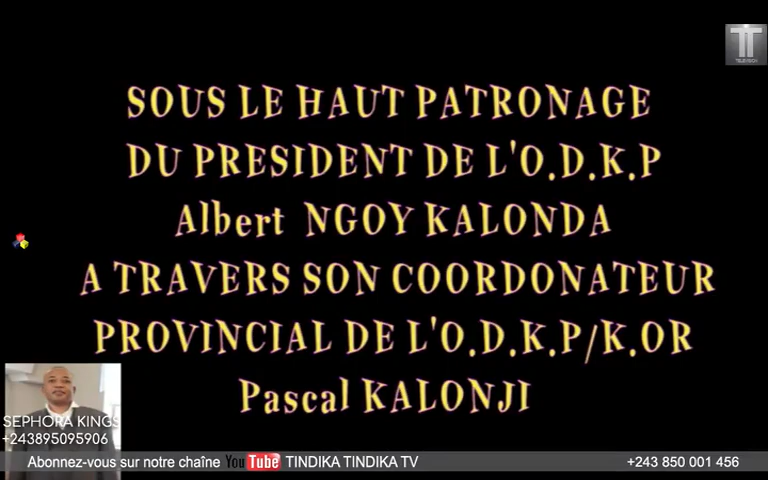 TT
SOUS LE HAUT PATRONAGE
DU PRESIDENT DE L'O.D.K.P
Albert NGOY KALONDA
A TRAVERS SON COORDONATEUR
PROVINCIAL DE L'O.D.K.P/K.OR
Pascal KALONJI
SEPHORA KINGS
+243895095906
Abonnez-vous sur notre chaîne YouTube TINDIKA TINDIKA TV
+243 850 001 456